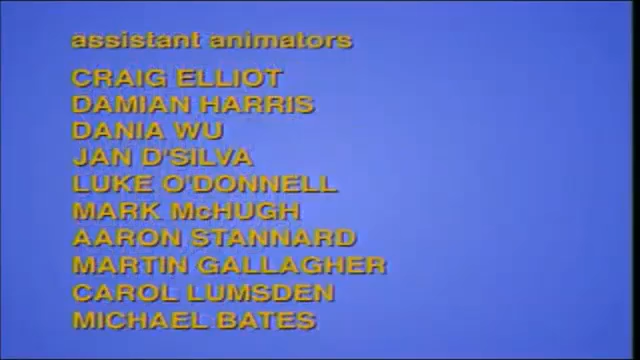 assistant animators
CRAIG ELLIOT
DAMIAN HARRIS
DANIA WU
JAN D'SILVA
LUKE O'DONNELL
MARK McHUGH
AARON STANNARD
MARTIN GALLAGHER
CAROL LUMSDEN
MICHAEL BATES